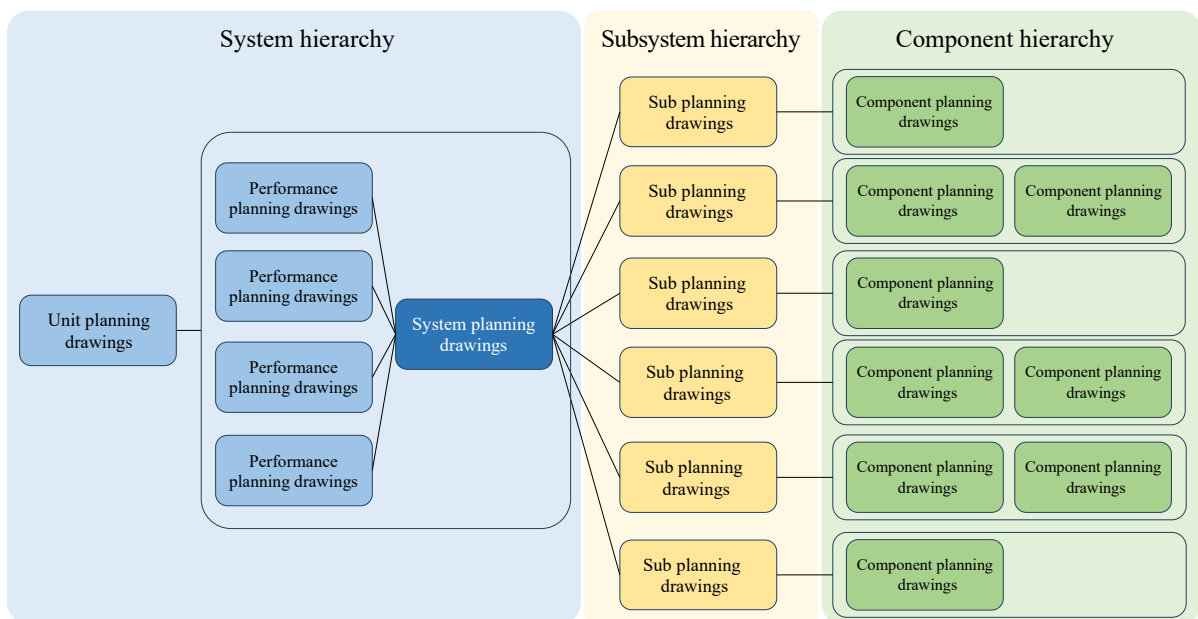 System hierarchy
Subsystem hierarchy
Component hierarchy
Unit planning
drawings
Performance
planning drawings
Performance
planning drawings
Performance
planning drawings
Performance
planning drawings
System planning
drawings
Sub planning
drawings
Sub planning
drawings
Sub planning
drawings
Sub planning
drawings
Sub planning
drawings
Sub planning
drawings
Component planning
drawings
Component planning
drawings
Component planning
drawings
Component planning
drawings
Component planning
drawings
Component planning
drawings
Component planning
drawings
Component planning
drawings
Component planning
drawings